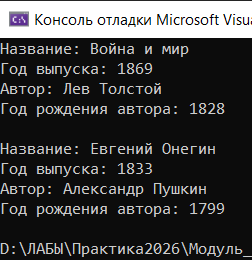 Консоль отладки Microsoft Visua
Название: Война и мир
Год выпуска: 1869
Автор: Лев Толстой
Год рождения автора: 1828
Название: Евгений Онегин
Год выпуска: 1833
Автор: Александр Пушкин
Год рождения автора: 1799
D:\ЛАБЫ\Практика2026\Модуль_